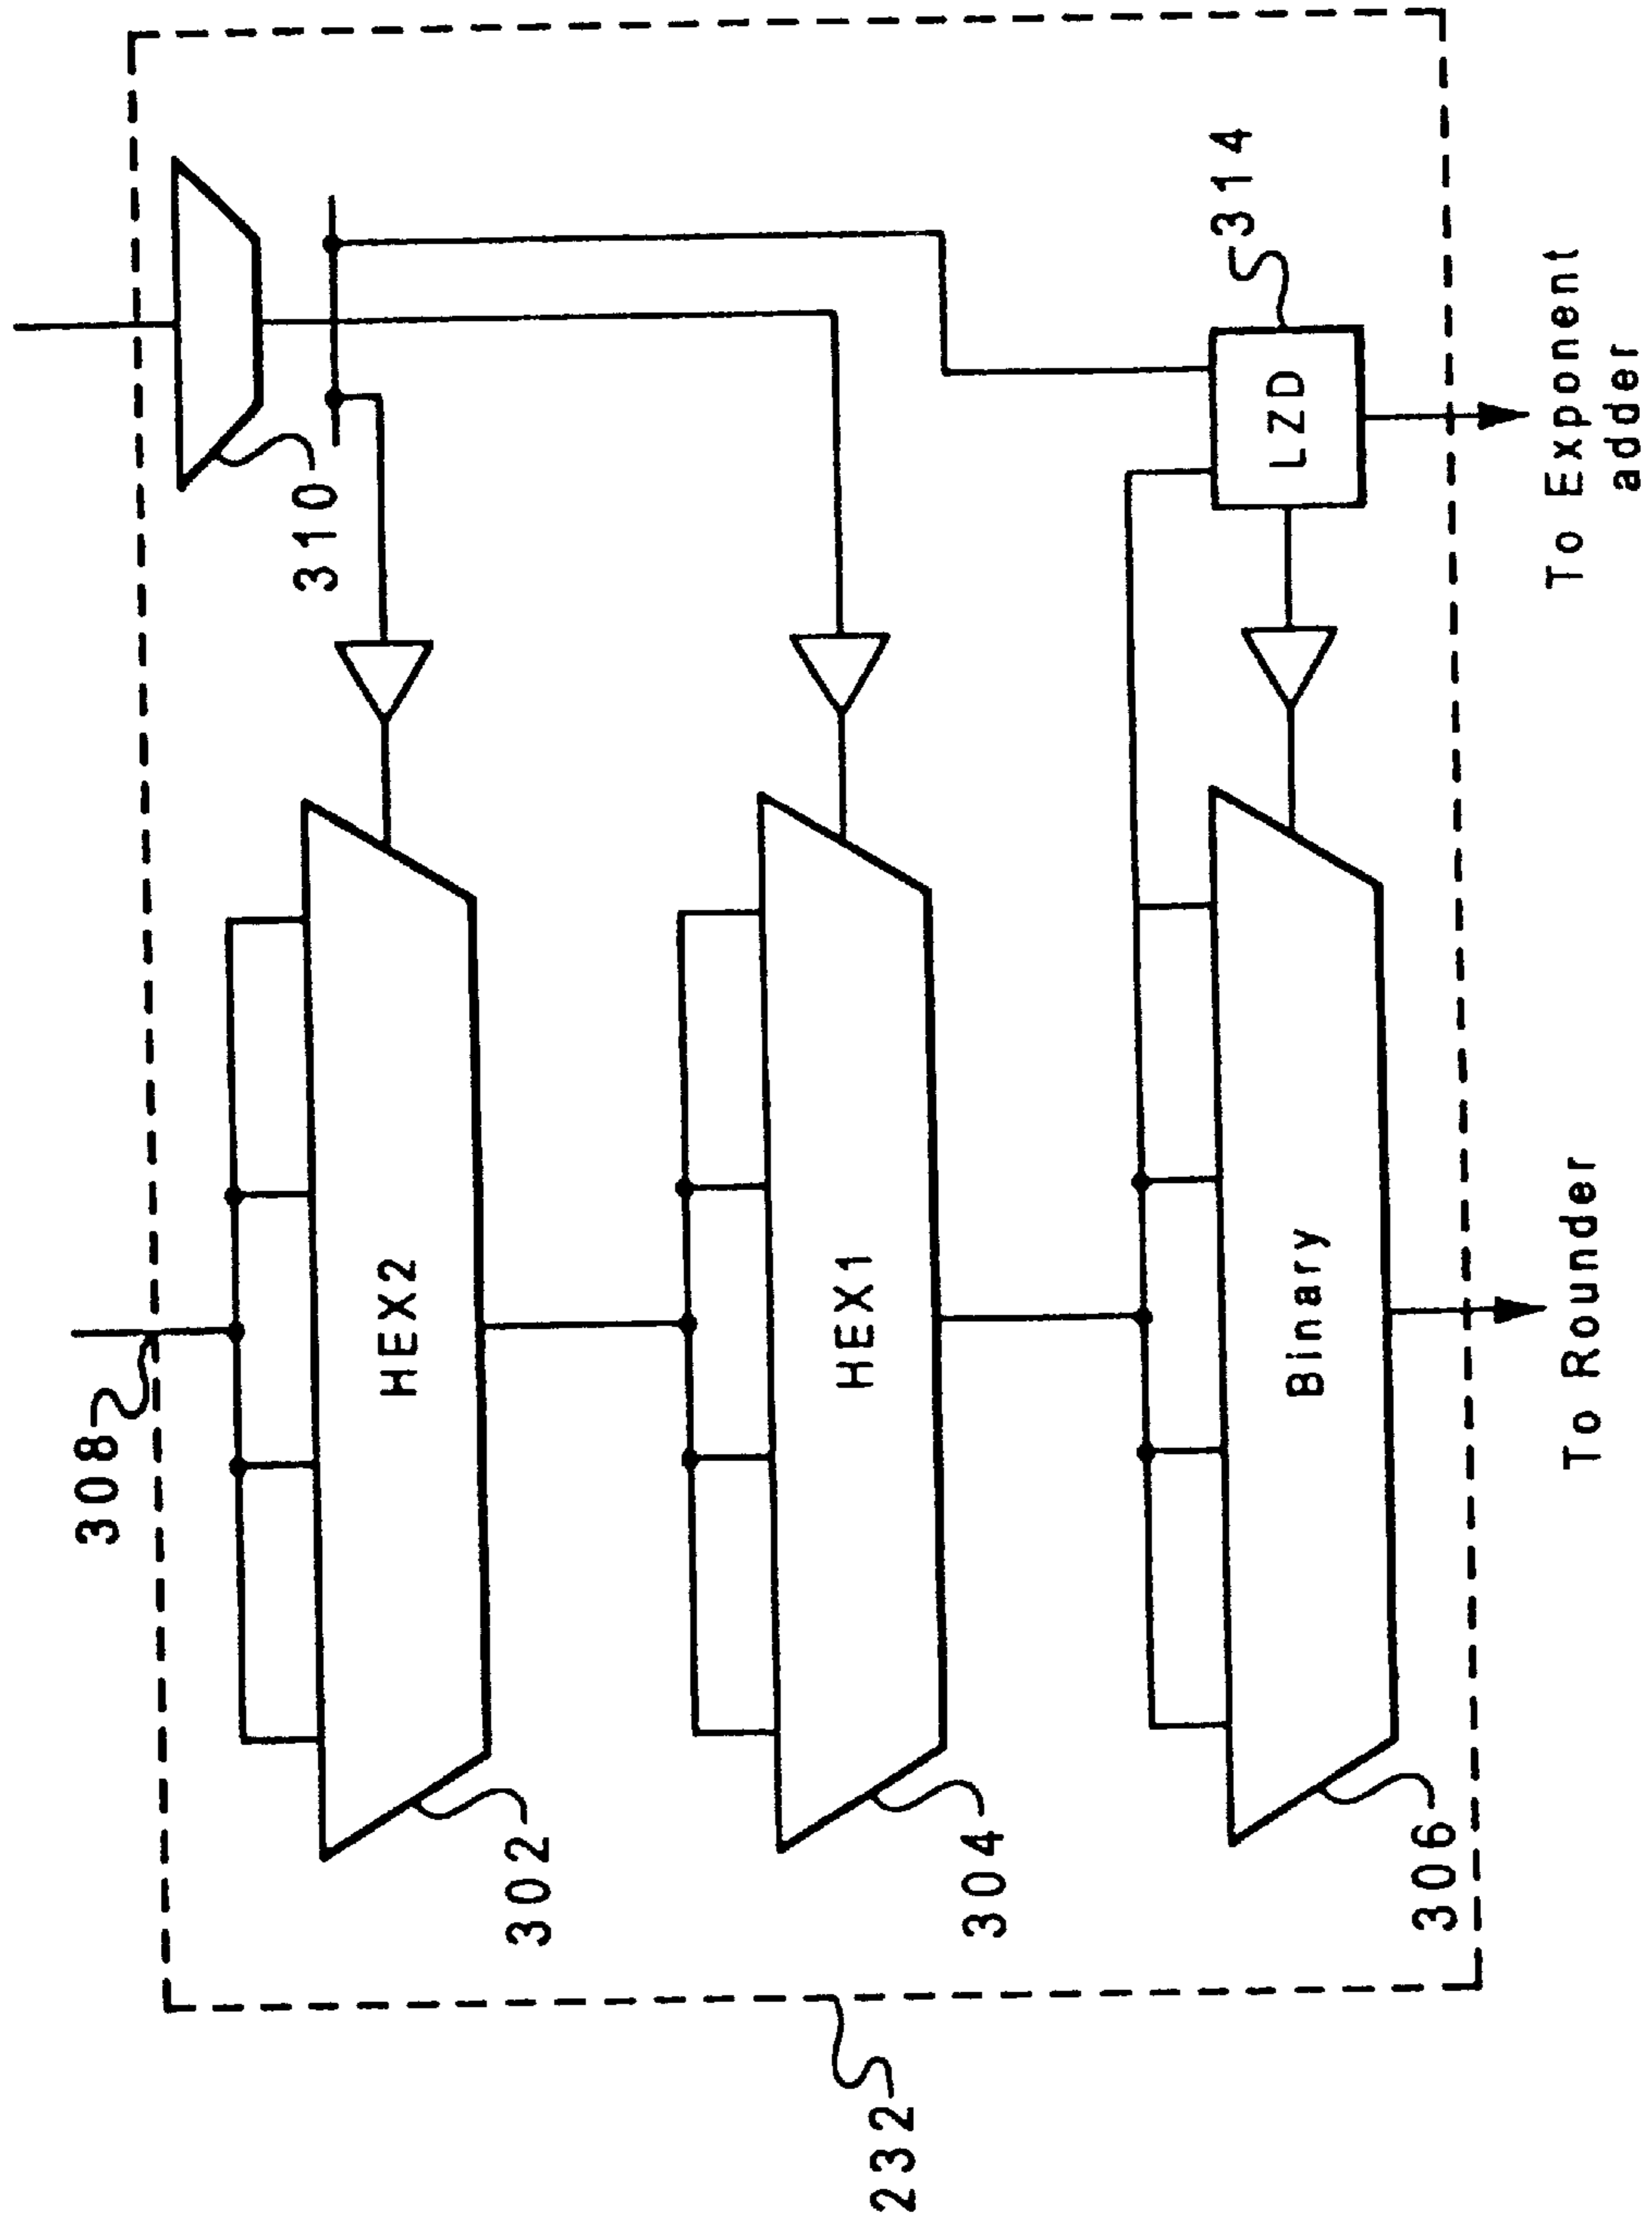 308
310
HEX2
302
HEX1
304
232
314
LZD
Binary
306
To Rounder
To Exponent
adder